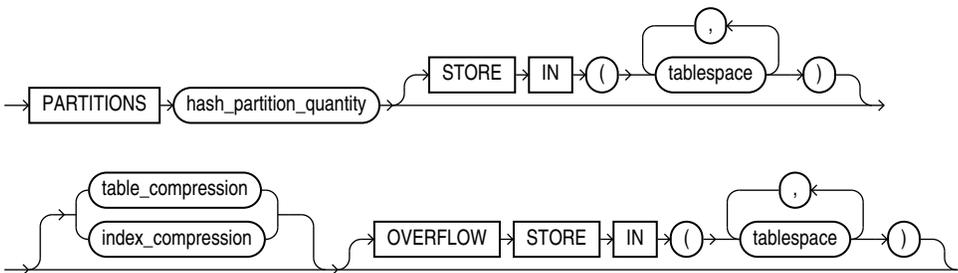 ,
STORE IN ( tablespace )
PARTITIONS hash_partition_quantity
table_compression ,
index_compression OVERFLOW STORE IN ( tablespace )